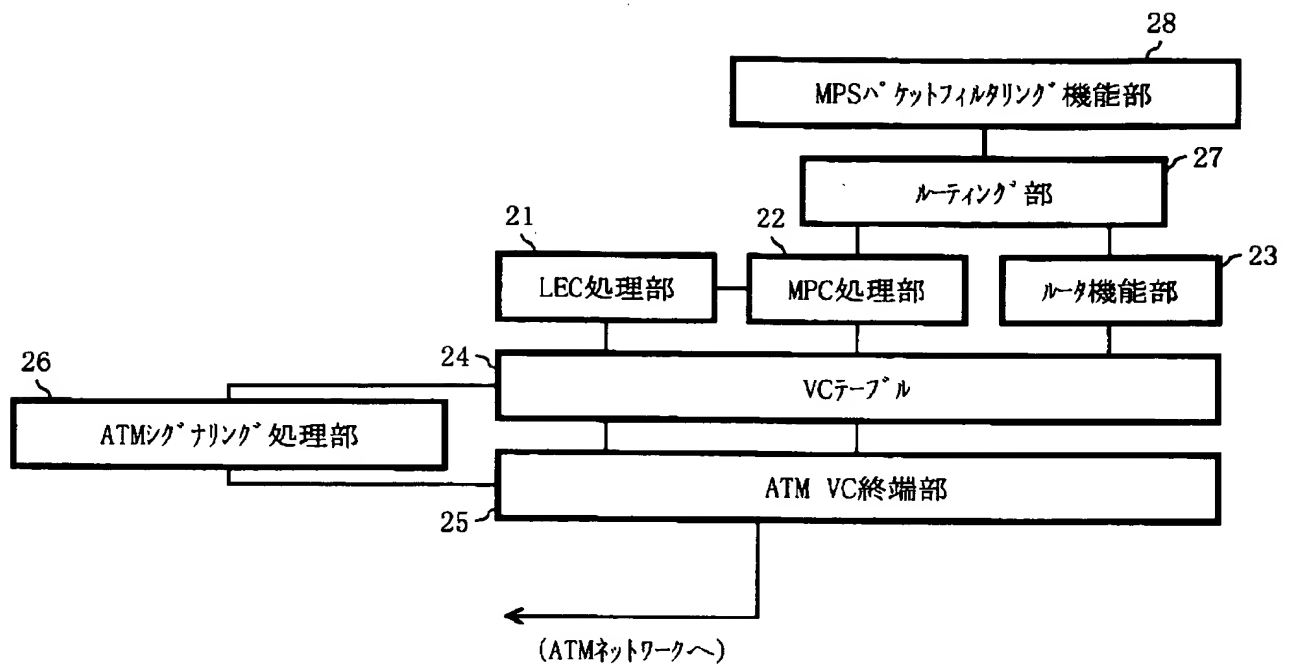 28
MPSﾊﾟｹｯﾄﾌｨﾙﾀﾘﾝｸﾞ機能部
27
ﾙｰﾃｨﾝｸﾞ部
21
LEC処理部
22
MPC処理部
23
ﾙｰﾀ機能部
24
VCﾃｰﾌﾞﾙ
26
ATMｼｸﾞﾅﾘﾝｸﾞ処理部
25
ATM VC終端部
(ATMﾈｯﾄﾜｰｸへ)